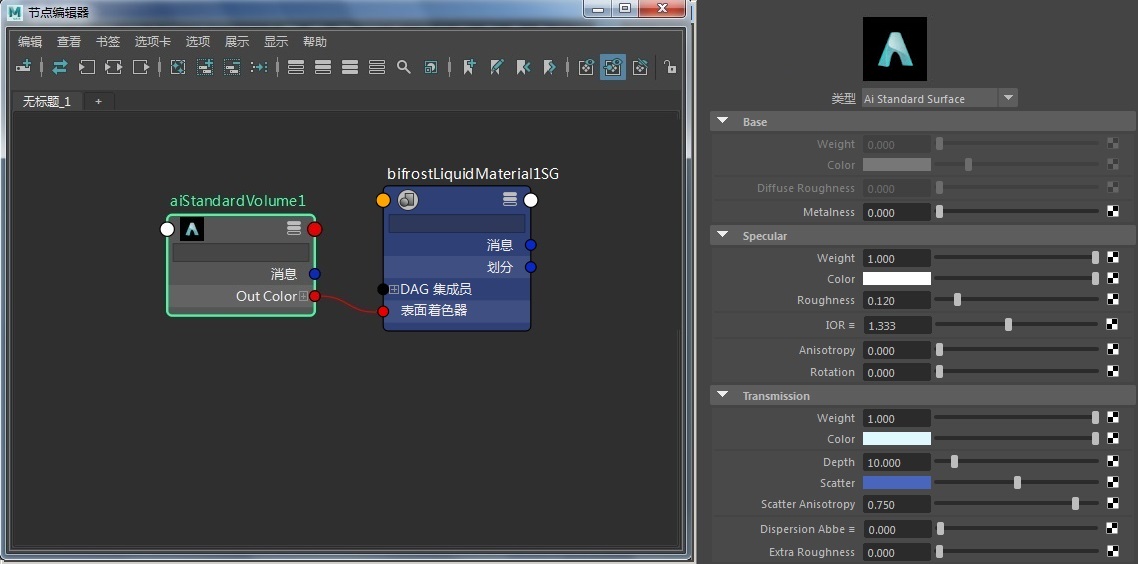 节点编辑器
编辑 查看 书签 选项卡 选项 展示 显示 帮助
无标题_1 +
bifrostLiquidMaterial1SG
aiStandardVolume1
消息
划分
消息
DAG 集成员
Out Color
表面着色器
类型 Ai Standard Surface
Base
Weight 0.000
Color
Diffuse Roughness 0.000
Metalness 0.000
Specular
Weight 1.000
Color
Roughness 0.120
IOR = 1.333
Anisotropy 0.000
Rotation 0.000
Transmission
Weight 1.000
Color
Depth 10.000
Scatter
Scatter Anisotropy 0.750
Dispersion Abbe = 0.000
Extra Roughness 0.000